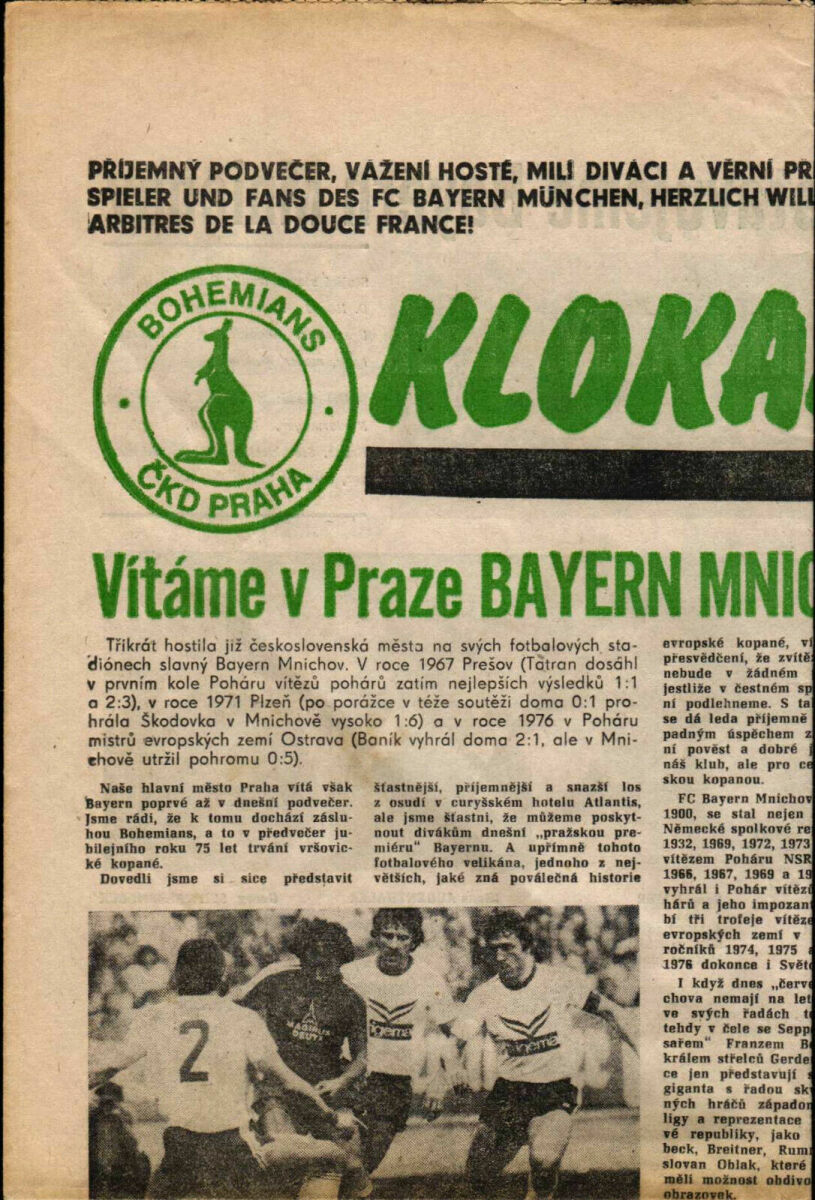 PŘÍJEMNÝ PODVEČER, VÁŽENÍ HOSTÉ, MILÍ DIVÁCI A VĚRNÍ PŘ
SPIELER UND FANS DES FC BAYERN MÜNCHEN, HERZLICH WILL
ARBITRES DE LA DOUCE FRANCE!
BOHEMIANS
ČKD PRAHA
KLOKA
Vítáme v Praze BAYERN MNIC
Třikrát hostila již československá města na svých fotbalových sta-
diónech slavný Bayern Mnichov. V roce 1967 Prešov (Tatran dosáhl
v prvním kole Poháru vítězů pohárů zatím nejlepších výsledků 1:1
a 2:3), v roce 1971 Plzeň (po porážce v téže soutěži doma 0:1 pro-
hrála Škodovka v Mnichově vysoko 1:6) a v roce 1976 v Poháru
mistrů evropských zemí Ostrava (Baník vyhrál doma 2:1, ale v Mni-
chově utržil pohromu 0:5).
Naše hlavní město Praha vítá však
Bayern poprvé až v dnešní podvečer.
Jsme rádi, že k tomu dochází záslu-
hou Bohemians, a to v předvečer ju-
bilejního roku 75 let trvání vršovic-
ké kopané.
Dovedli jsme si sice představit
šťastnější, příjemnější a snazší los
z osudí v curyšském hotelu Atlantis,
ale jsme šťastni, že můžeme poskyt-
nout divákům dnešní „pražskou pre-
miéru" Bayernu. A upřímně tohoto
fotbalového velikána, jednoho z nej-
větších, jaké zná poválečná historie
evropské kopané, ví
přesvědčení, že zvítě
nebude v žádném
jestliže v čestném sp
ní podlehneme. S ta
se dá leda příjemně
padným úspěchem z
ní pověst a dobré j
náš klub, ale pro ce
skou kopanou.
FC Bayern Mnichov
1900, se stal nejen
Německé spolkové re
1932, 1969, 1972, 1973
vítězem Poháru NSR
1966, 1967, 1969 a 19
vyhrál i Pohár vítězů
hárů a jeho impozan
bí tři trofeje vítěze
evropských zemí v
ročníků 1974, 1975 a
1976 dokonce i Světo
I když dnes „červe
chova nemají na let
ve svých řadách t
tehdy v čele se Sepp
sařem" Franzem B
králem střelců Gerde
ce jen představují s
giganta s řadou sk
ných hráčů západon
ligy a reprezentace
vé republiky, jako
beck, Breitner, Rum
slovan Oblak, které
měli možnost obdivo
obrazovek.
2
MAGIRUS
DEUTZ